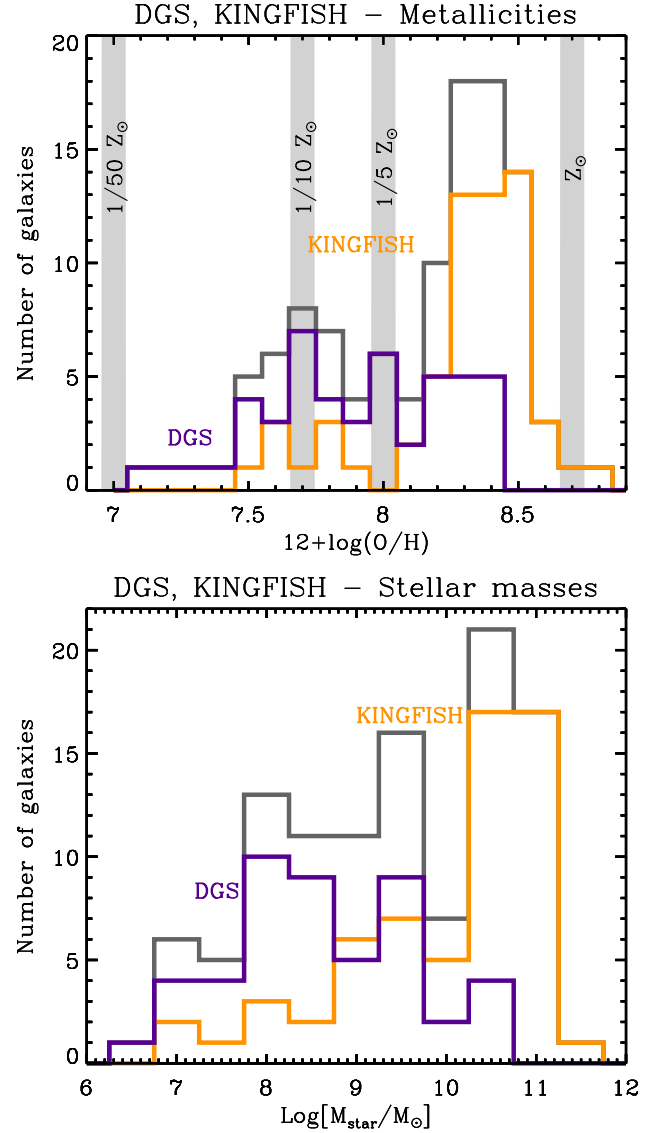 DGS, KINGFISH – Metallicities
20
15
10
5
0
Number of galaxies
1/50 Z⊙
1/10 Z⊙
1/5 Z⊙
Z⊙
KINGFISH
DGS
7 7.5 8 8.5
12+log(O/H)
DGS, KINGFISH – Stellar masses
20
15
10
5
0
Number of galaxies
KINGFISH
DGS
6 7 8 9 10 11 12
Log[Mstar/M⊙]